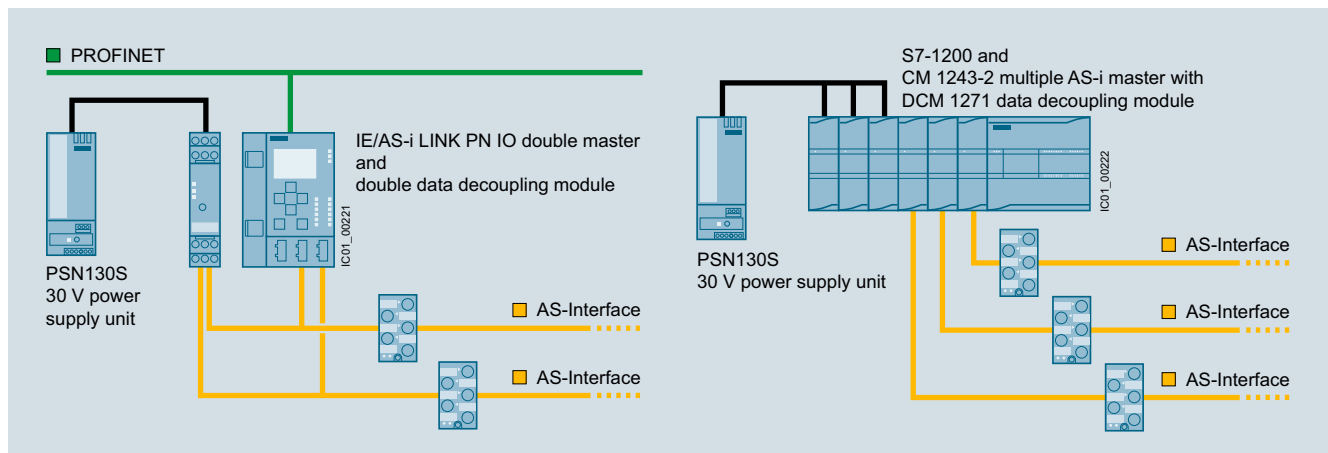 PROFINET
IE/AS-i LINK PN IO double master
and
double data decoupling module
IC01_00221
PSN130S
30 V power
supply unit
AS-Interface
AS-Interface
S7-1200 and
CM 1243-2 multiple AS-i master with
DCM 1271 data decoupling module
IC01_00222
PSN130S
30 V power supply unit
AS-Interface
AS-Interface
AS-Interface